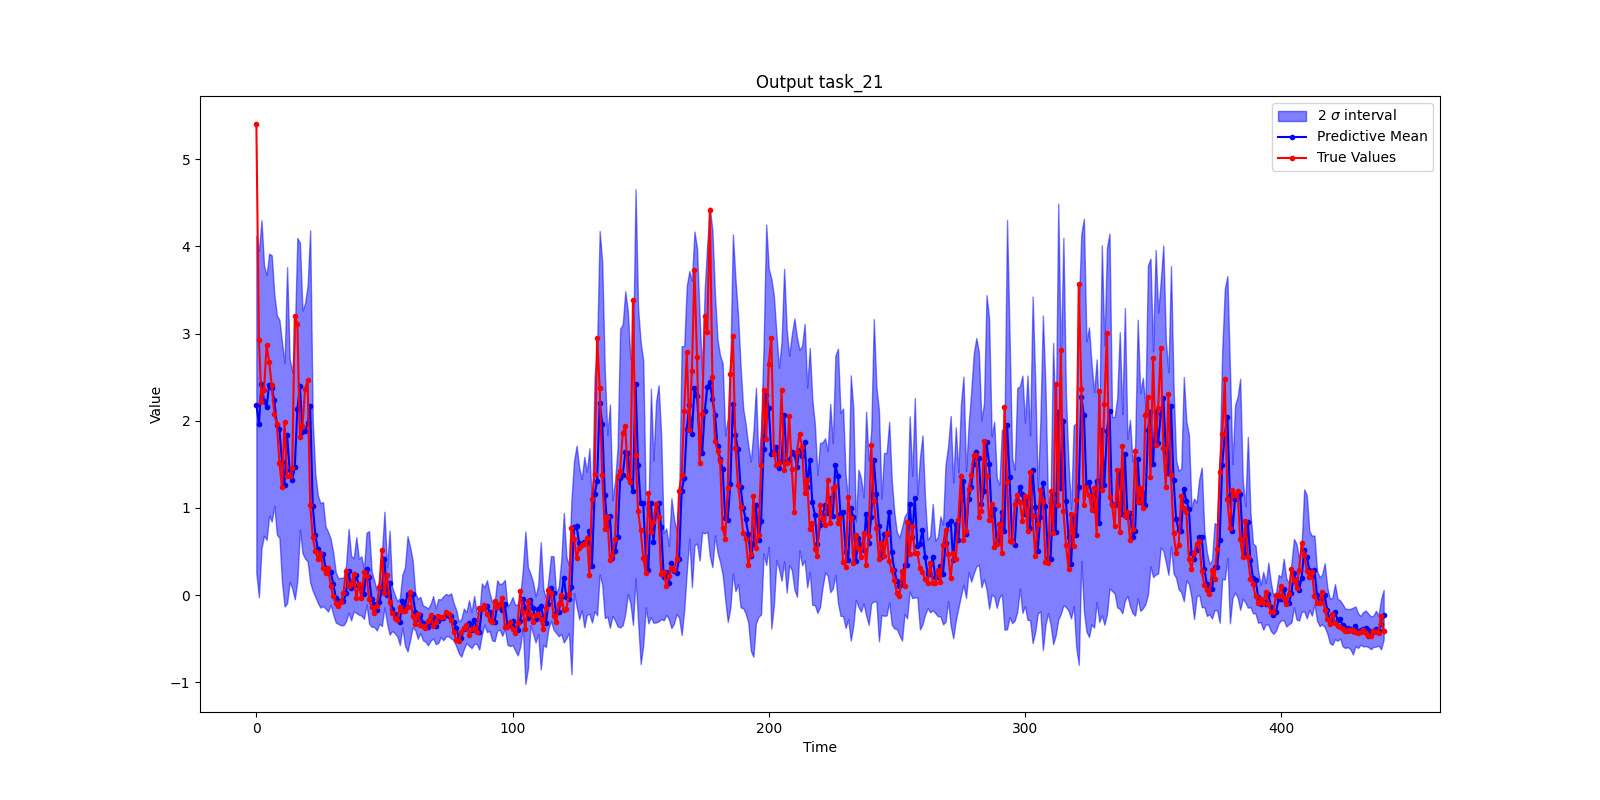 Output task_21
2 σ interval
Predictive Mean
True Values
Value
5
4
3
2
1
0
−1
0 100 200 300 400
Time